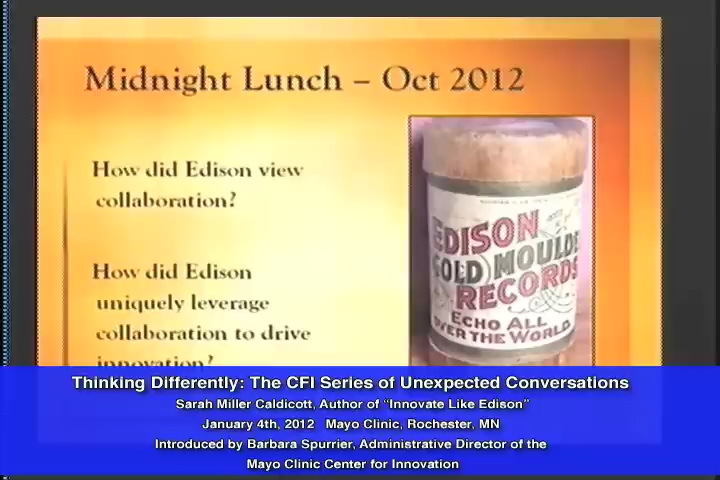 Midnight Lunch – Oct 2012
How did Edison view
collaboration?
How did Edison
uniquely leverage
collaboration to drive
innovation?
EDISON
GOLD MOULDED
RECORDS
ECHO ALL
OVER THE WORLD
Thinking Differently: The CFI Series of Unexpected Conversations
Sarah Miller Caldicott, Author of “Innovate Like Edison”
January 4th, 2012 Mayo Clinic, Rochester, MN
Introduced by Barbara Spurrier, Administrative Director of the
Mayo Clinic Center for Innovation